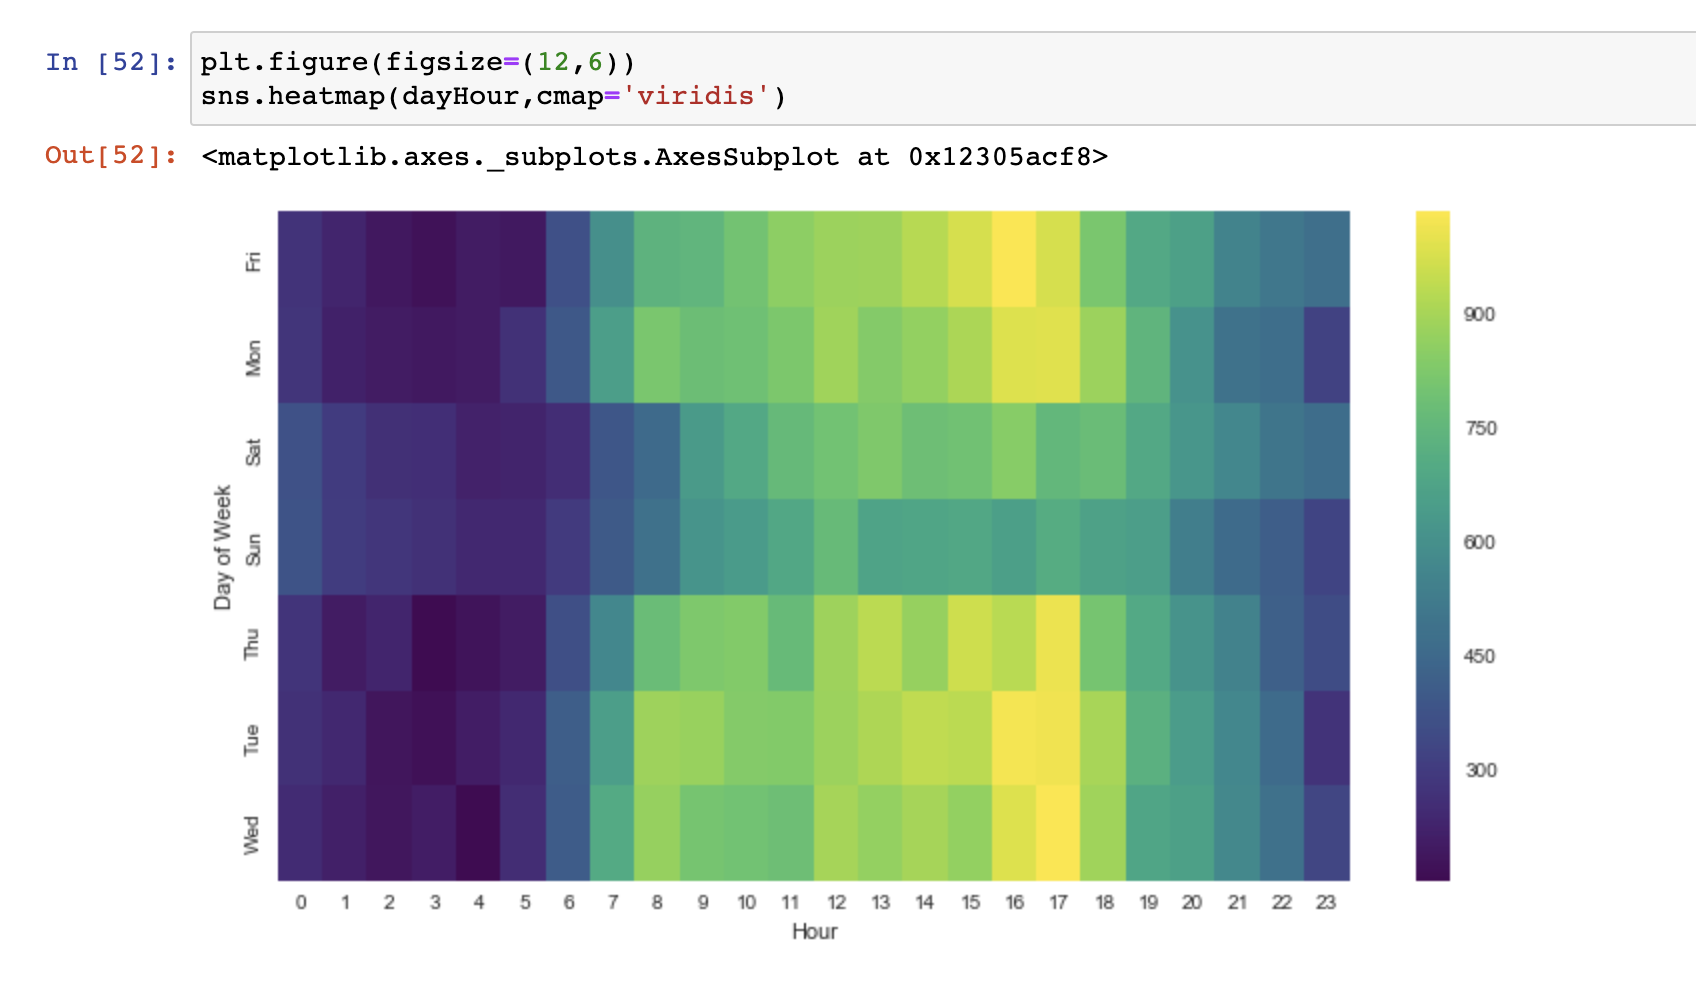 In [52]: plt.figure(figsize=(12,6))
sns.heatmap(dayHour,cmap='viridis')
Out[52]: <matplotlib.axes._subplots.AxesSubplot at 0x12305acf8>
Day of Week
Fri
Mon
Sat
Sun
Thu
Tue
Wed
0 1 2 3 4 5 6 7 8 9 10 11 12 13 14 15 16 17 18 19 20 21 22 23
Hour
900
750
600
450
300